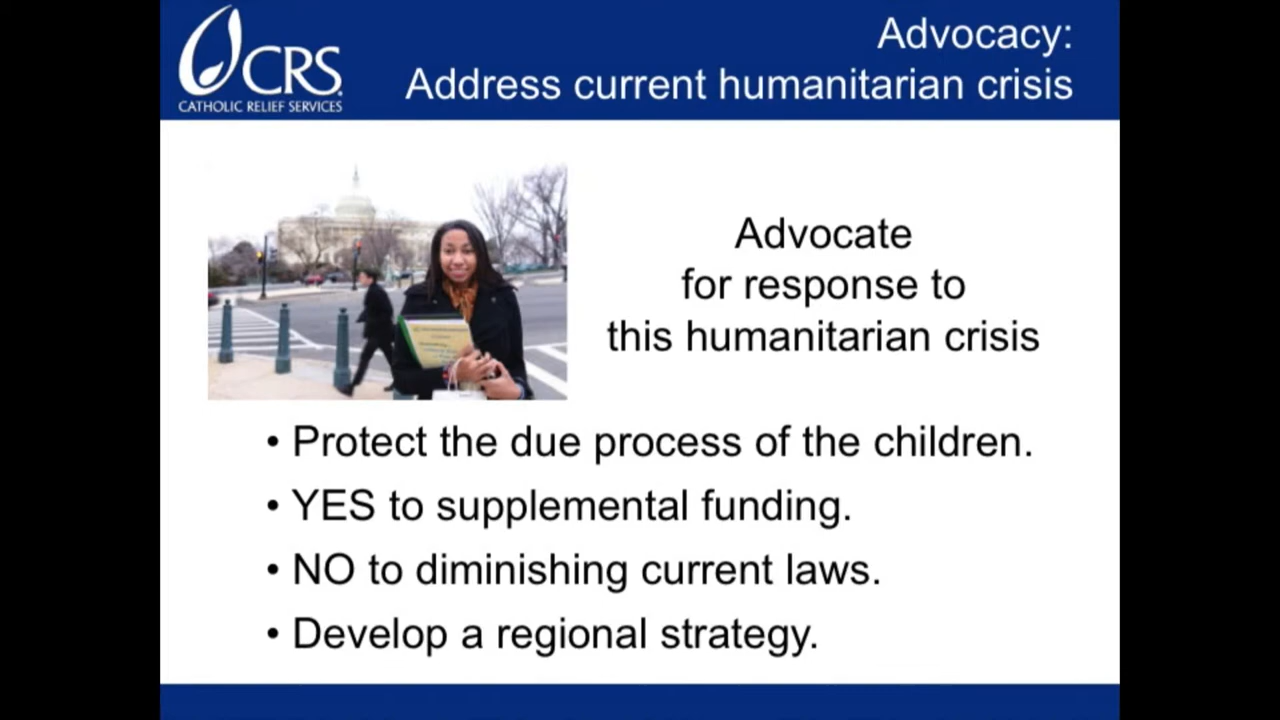 CRS
CATHOLIC RELIEF SERVICES
Advocacy:
Address current humanitarian crisis
Advocate
for response to
this humanitarian crisis
• Protect the due process of the children.
• YES to supplemental funding.
• NO to diminishing current laws.
• Develop a regional strategy.